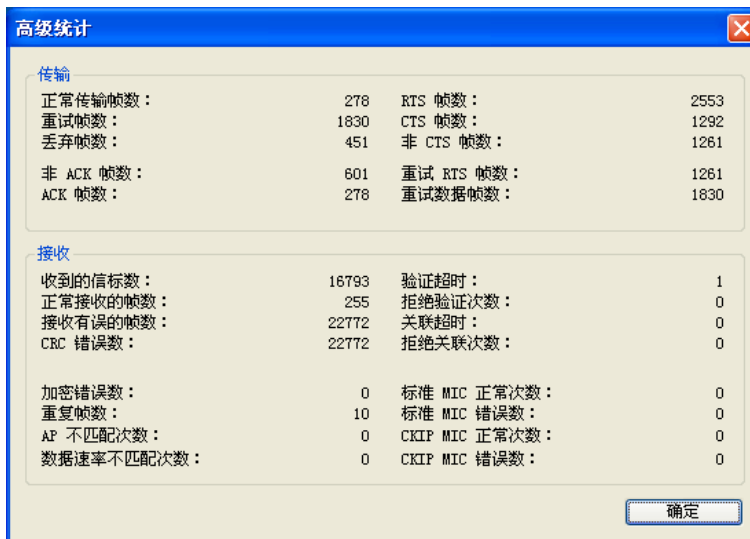 高级统计
传输
正常传输帧数： 278 RTS 帧数： 2553
重试帧数： 1830 CTS 帧数： 1292
丢弃帧数： 451 非 CTS 帧数： 1261
非 ACK 帧数： 601 重试 RTS 帧数： 1261
ACK 帧数： 278 重试数据帧数： 1830
接收
收到的信标数： 16793 验证超时： 1
正常接收的帧数： 255 拒绝验证次数： 0
接收有误的帧数： 22772 关联超时： 0
CRC 错误数： 22772 拒绝关联次数： 0
加密错误数： 0 标准 MIC 正常次数： 0
重复帧数： 10 标准 MIC 错误数： 0
AP 不匹配次数： 0 CKIP MIC 正常次数： 0
数据速率不匹配次数： 0 CKIP MIC 错误数： 0
确定